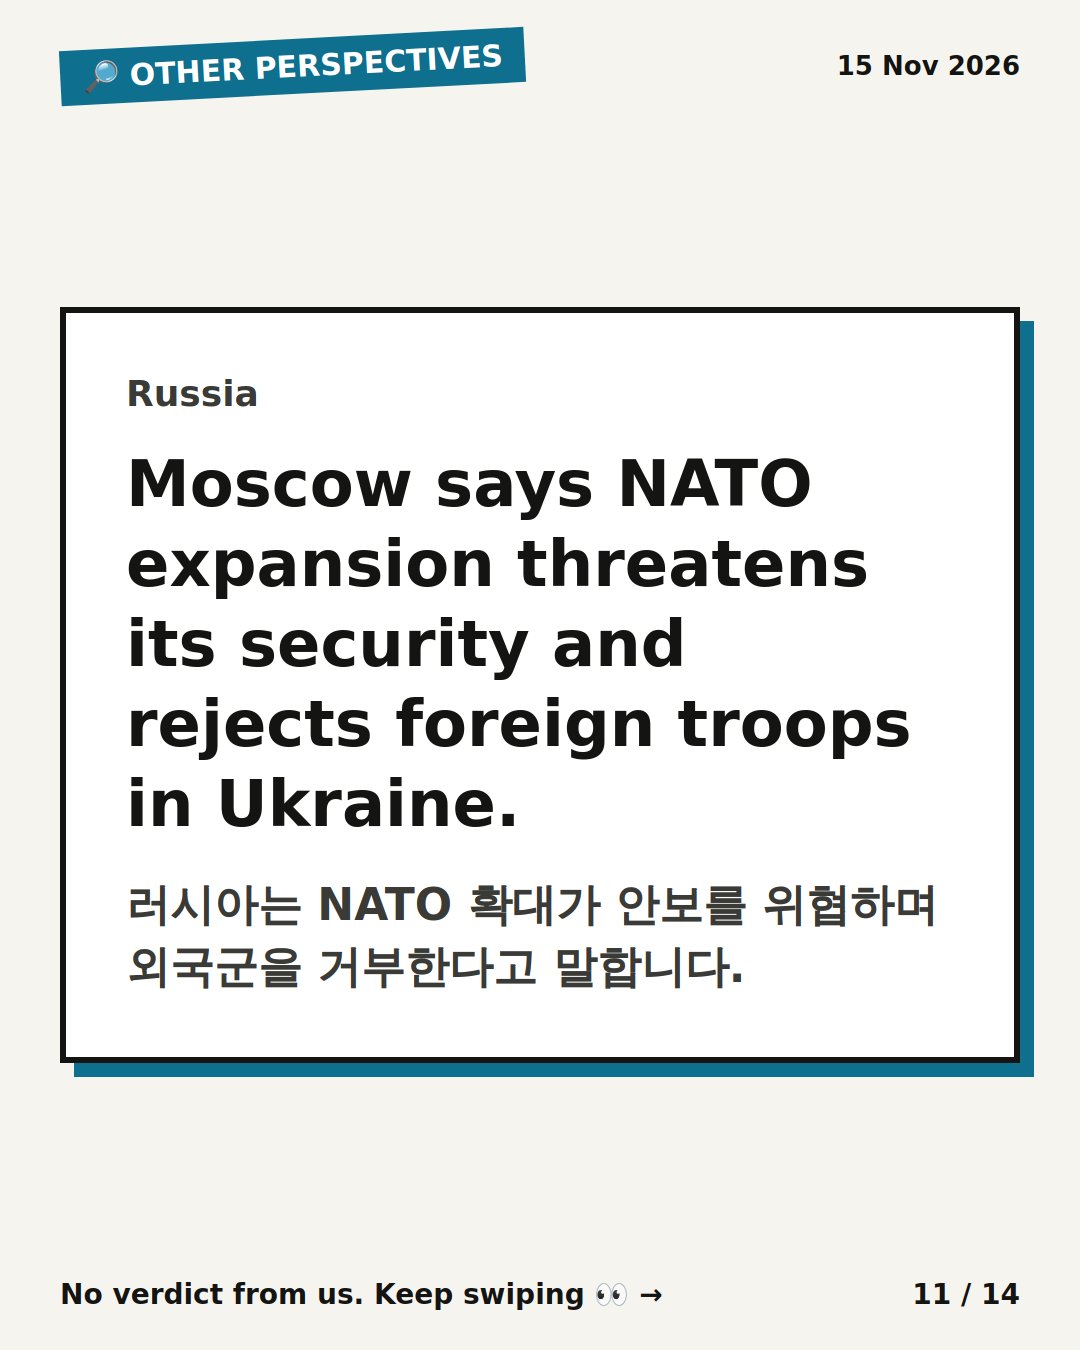 🔎 OTHER PERSPECTIVES
15 Nov 2026
Russia
Moscow says NATO
expansion threatens
its security and
rejects foreign troops
in Ukraine.
러시아는 NATO 확대가 안보를 위협하며
외국군을 거부한다고 말합니다.
No verdict from us. Keep swiping 👀 →
11 / 14